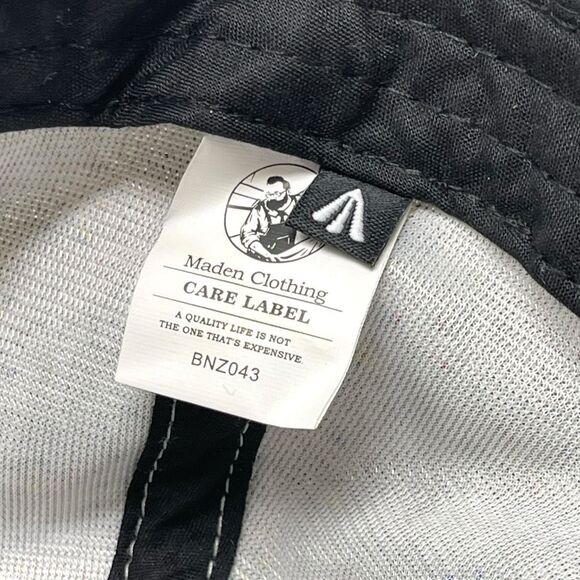 Maden Clothing
CARE LABEL
A QUALITY LIFE IS NOT
THE ONE THAT'S EXPENSIVE.
BNZ043